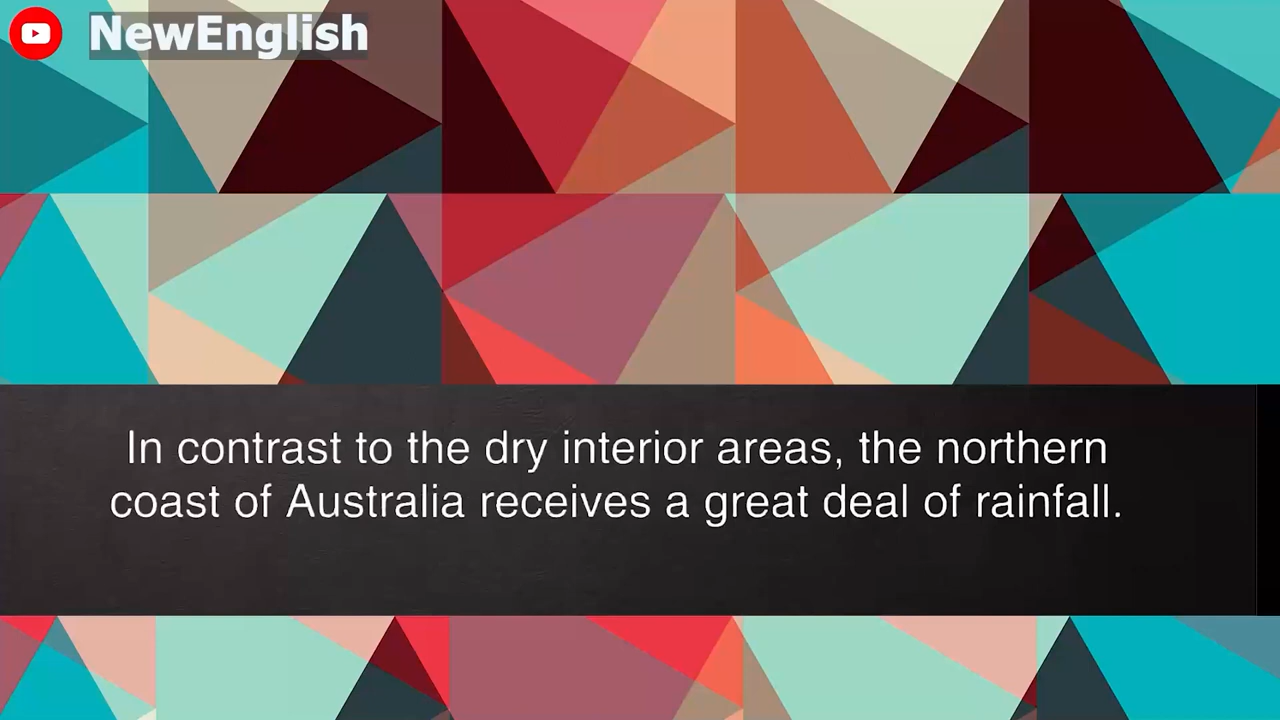 NewEnglish
In contrast to the dry interior areas, the northern
coast of Australia receives a great deal of rainfall.